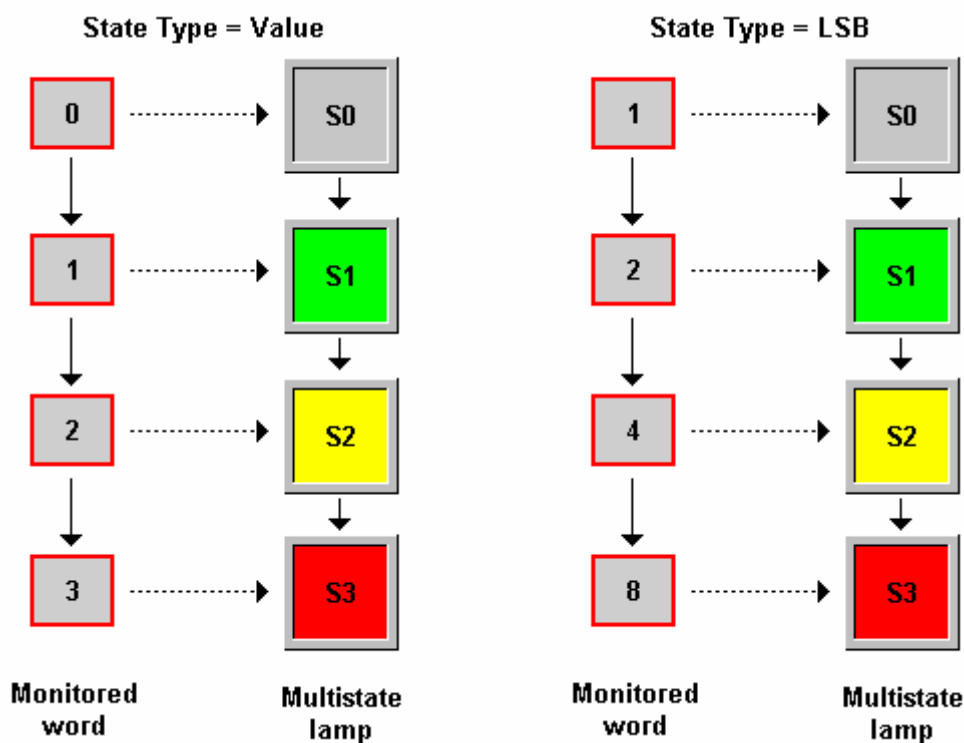 State Type = Value
0
S0
1
S1
2
S2
3
S3
Monitored
word
Multistate
lamp
State Type = LSB
1
S0
2
S1
4
S2
8
S3
Monitored
word
Multistate
lamp